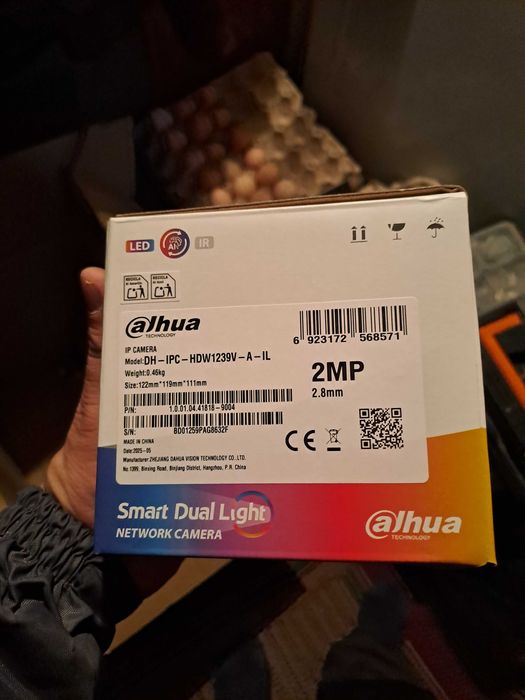 LED AI IR
RECICLA
RECICLA
alhua
TECHNOLOGY
6 923172 568571
IP CAMERA
Model:DH-IPC-HDW1239V-A-IL
Weight:0.46kg
Size:122mm*119mm*111mm
2MP
2.8mm
P/N: 1.0.01.04.41818-9004
S/N: BD01259PAG8632F
MADE IN CHINA
Date:2025-05
Manufacturer ZHEJIANG DAHUA VISION TECHNOLOGY CO., LTD.
No.1399, Binxing Road, Binjiang District, Hangzhou, P.R. China
CE
Smart Dual Light
NETWORK CAMERA
alhua
TECHNOLOGY